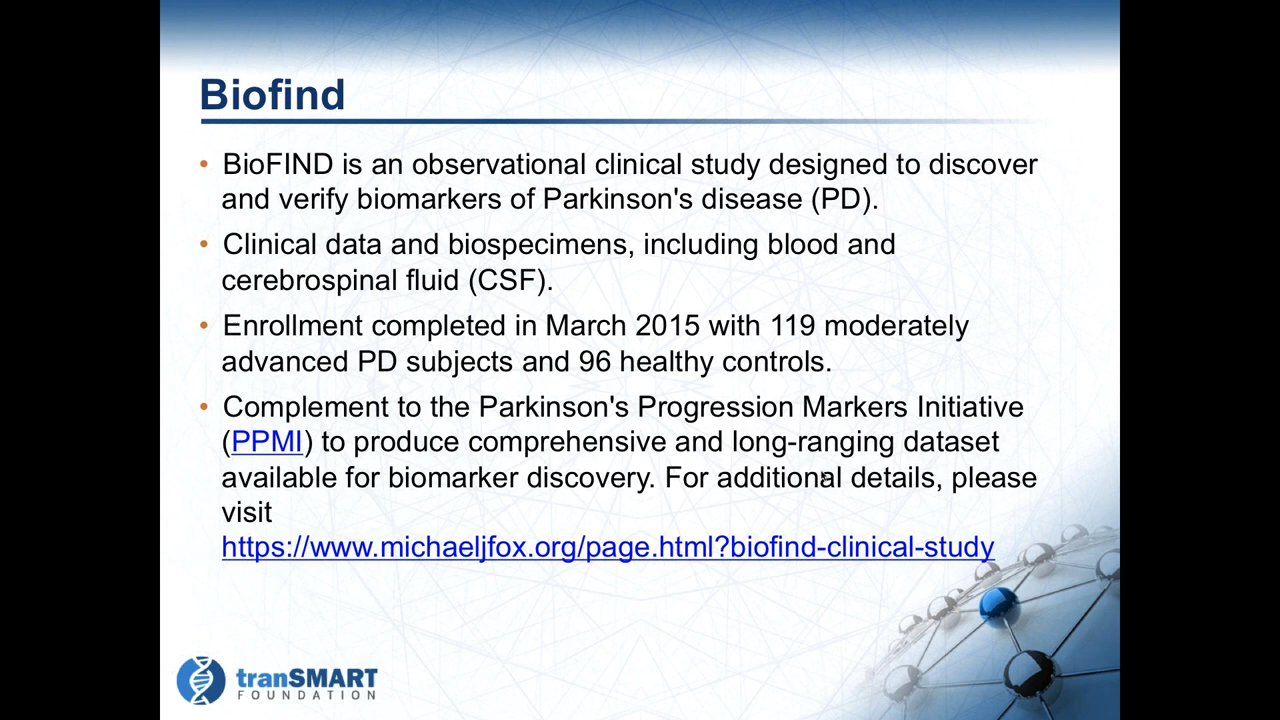 Biofind
• BioFIND is an observational clinical study designed to discover
and verify biomarkers of Parkinson's disease (PD).
• Clinical data and biospecimens, including blood and
cerebrospinal fluid (CSF).
• Enrollment completed in March 2015 with 119 moderately
advanced PD subjects and 96 healthy controls.
• Complement to the Parkinson's Progression Markers Initiative
(PPMI) to produce comprehensive and long-ranging dataset
available for biomarker discovery. For additional details, please
visit
https://www.michaeljfox.org/page.html?biofind-clinical-study
tranSMART
FOUNDATION